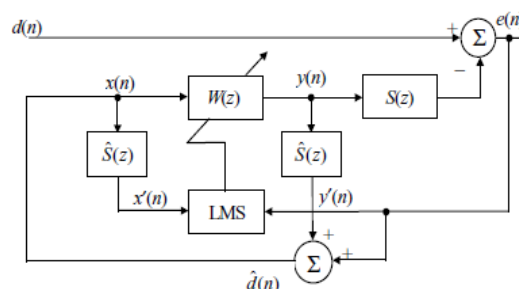 d(n) + Σ e(n)
−
x(n) W(z) y(n) S(z)
Ŝ(z) Ŝ(z)
x'(n) LMS y'(n)
+ +
Σ
d̂(n)